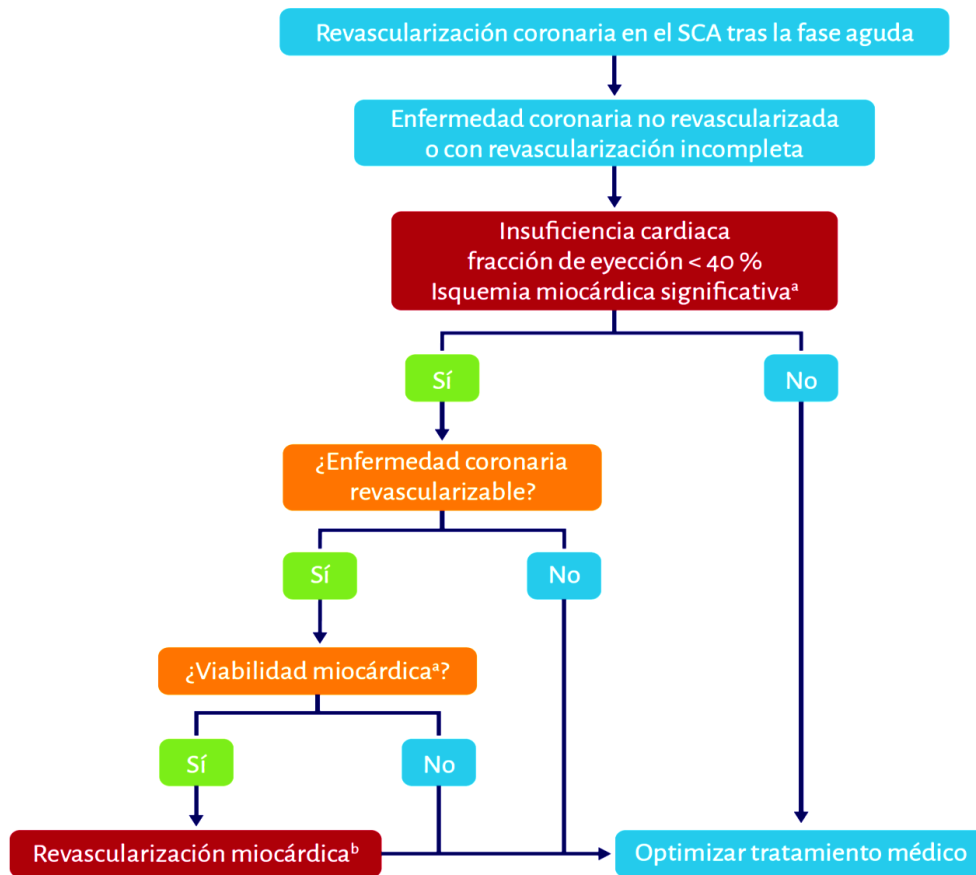 Revascularización coronaria en el SCA tras la fase aguda
Enfermedad coronaria no revascularizada
o con revascularización incompleta
Insuficiencia cardiaca
fracción de eyección < 40 %
Isquemia miocárdica significativaª
Sí
No
¿Enfermedad coronaria
revascularizable?
Sí
No
¿Viabilidad miocárdicaª?
Sí
No
Revascularización miocárdicaᵇ
Optimizar tratamiento médico